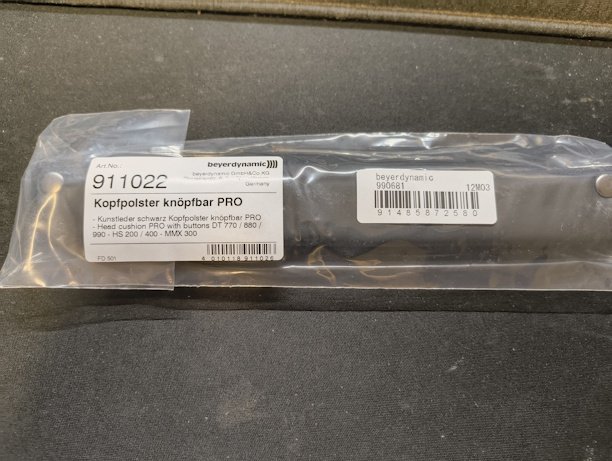 Art.No.:
beyerdynamic))))
beyerdynamic GmbH&Co.KG
911022
Germany
Kopfpolster knöpfbar PRO
- Kunstleder schwarz Kopfpolster knöpfbar PRO
- Head cushion PRO with buttons DT 770 / 880 /
990 - HS 200 / 400 - MMX 300
FD 501
4 010118 911026
beyerdynamic
990681 12M03
91485872580